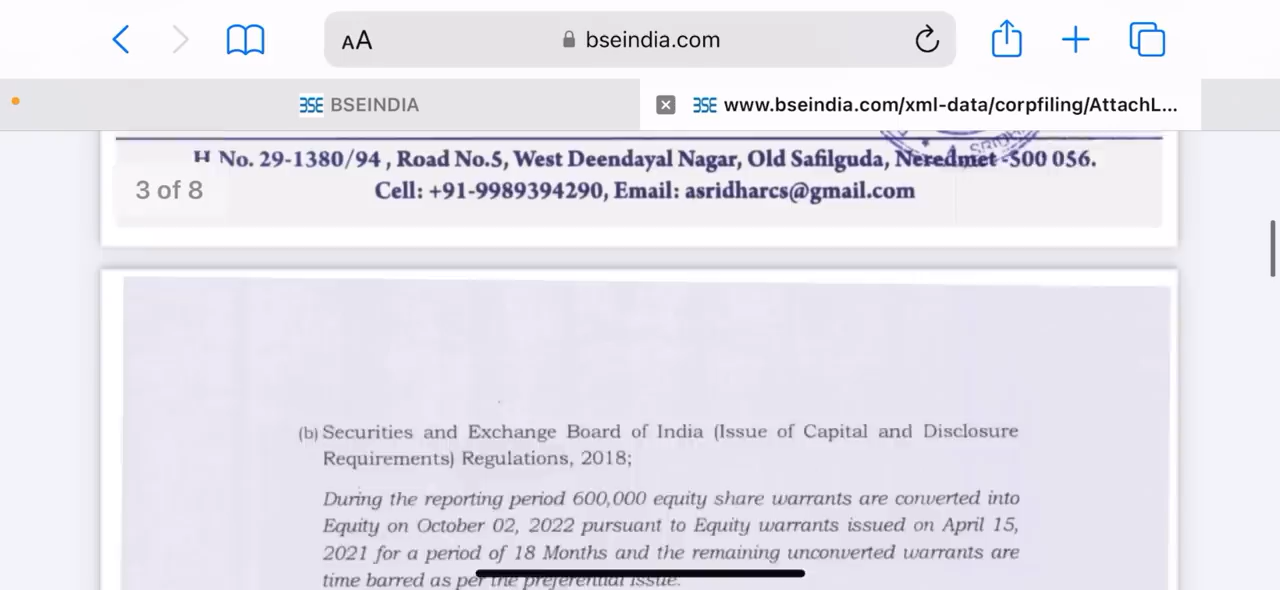 AA
bseindia.com
BSE BSEINDIA
BSE www.bseindia.com/xml-data/corpfiling/AttachL...
SRIDH
H No. 29-1380/94 , Road No.5, West Deendayal Nagar, Old Safilguda, Neredmet -500 056.
3 of 8
Cell: +91-9989394290, Email: asridharcs@gmail.com
(b) Securities and Exchange Board of India (Issue of Capital and Disclosure
Requirements) Regulations, 2018;
During the reporting period 600,000 equity share warrants are converted into
Equity on October 02, 2022 pursuant to Equity warrants issued on April 15,
2021 for a period of 18 Months and the remaining unconverted warrants are
time barred as per the preferential issue.